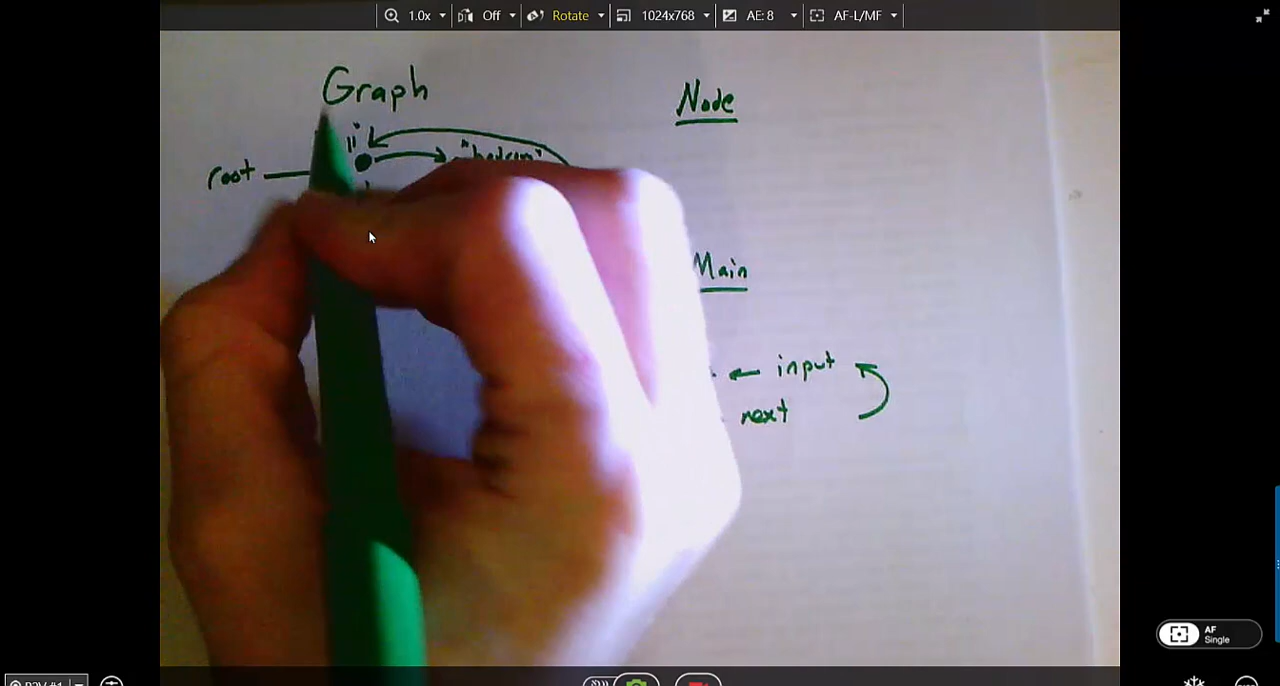 1.0x Off Rotate 1024x768 AE: 8 AF-L/MF
Graph
Node
root
Main
← input
next
AF
Single